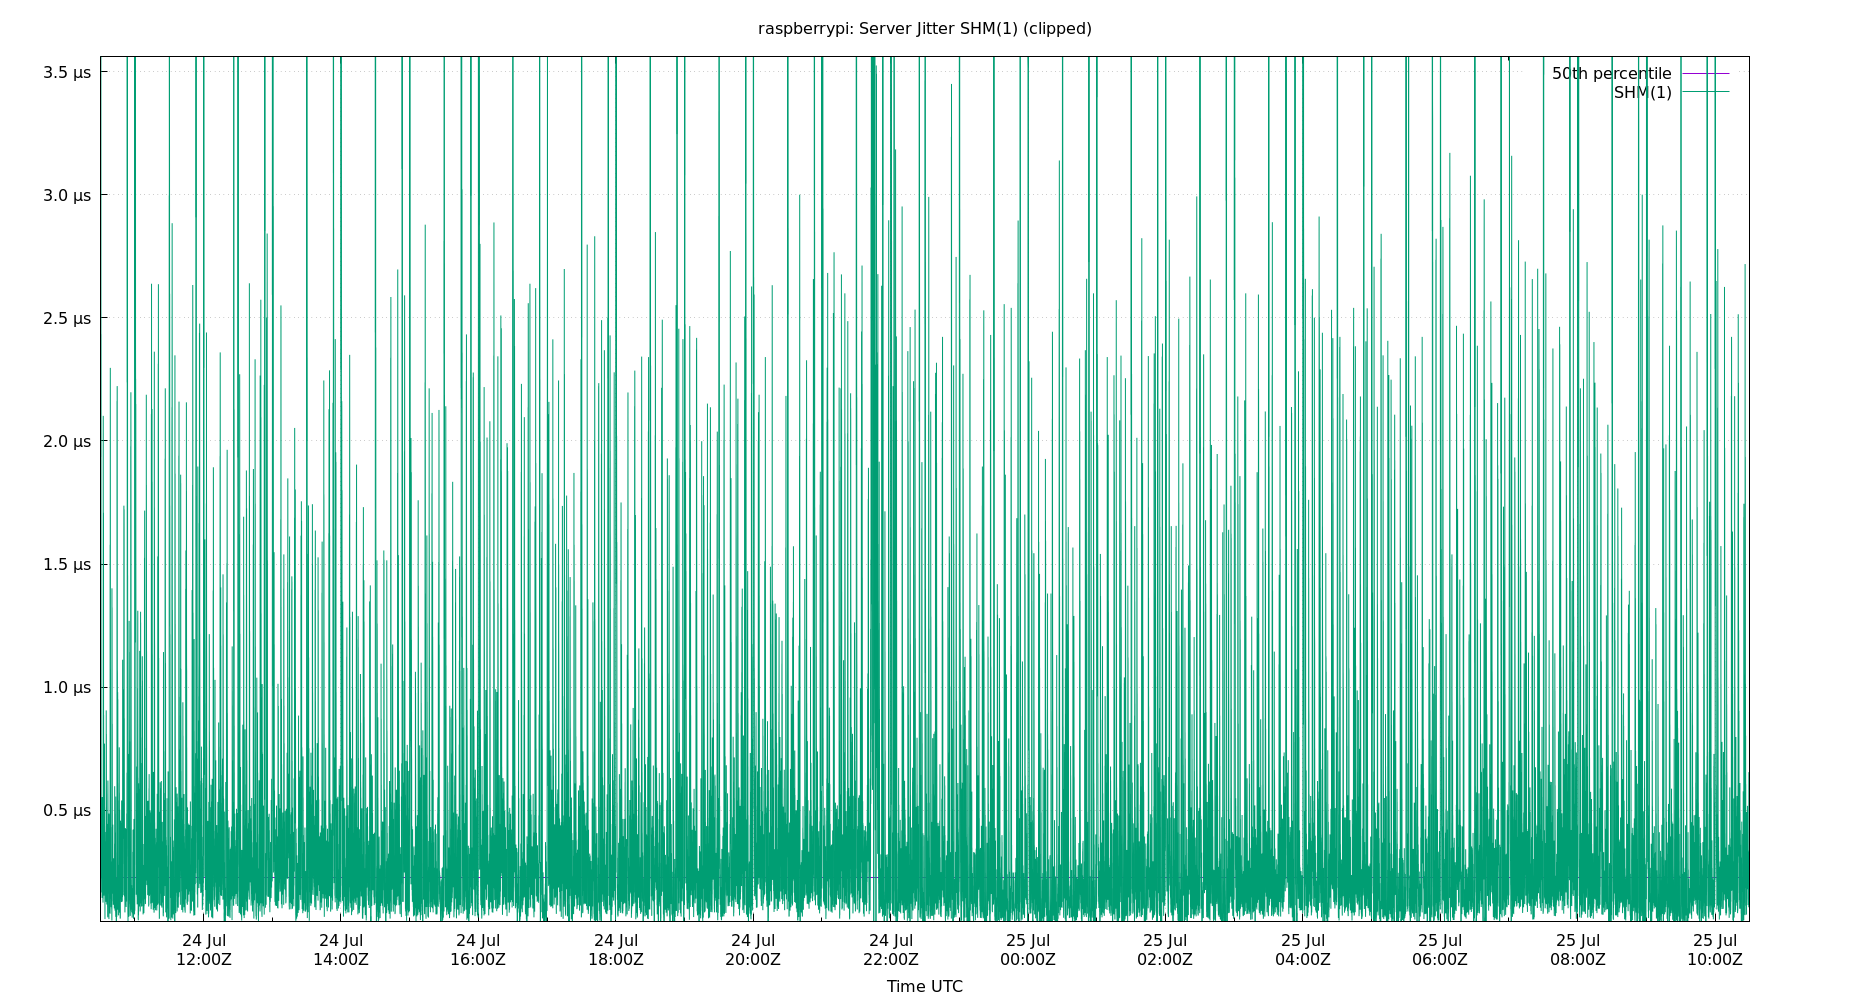 raspberrypi: Server Jitter SHM(1) (clipped)
3.5 µs
3.0 µs
2.5 µs
2.0 µs
1.5 µs
1.0 µs
0.5 µs
50th percentile
SHM(1)
24 Jul 24 Jul 24 Jul 24 Jul 24 Jul 24 Jul 25 Jul 25 Jul 25 Jul 25 Jul 25 Jul 25 Jul
12:00Z 14:00Z 16:00Z 18:00Z 20:00Z 22:00Z 00:00Z 02:00Z 04:00Z 06:00Z 08:00Z 10:00Z
Time UTC